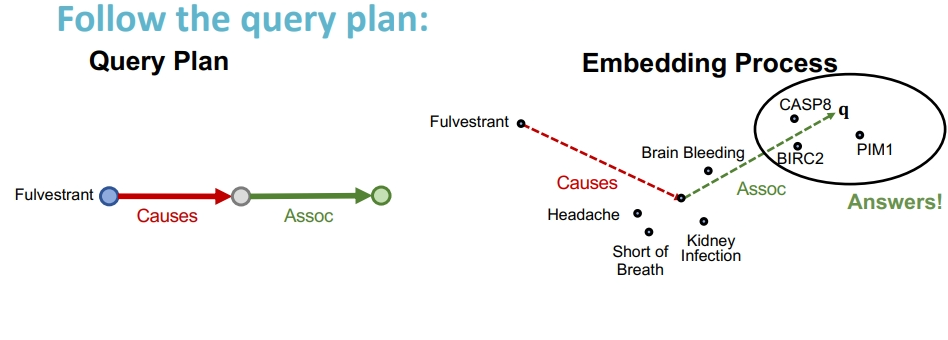 Follow the query plan:
Query Plan
Fulvestrant
Causes
Assoc
Embedding Process
Fulvestrant
Causes
Brain Bleeding
Headache
Short of
Breath
Kidney
Infection
Assoc
CASP8
q
BIRC2
PIM1
Answers!